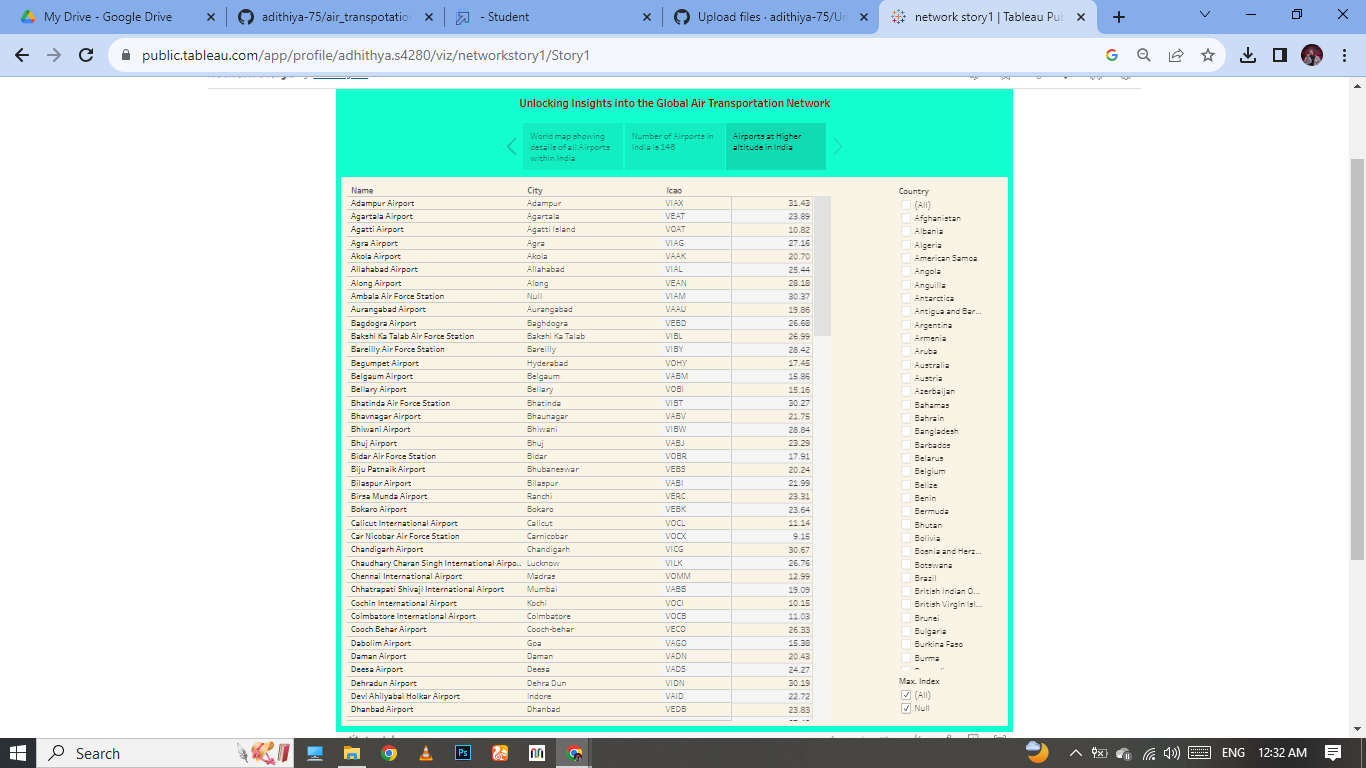 My Drive - Google Drive
adithiya-75/air_transpotation
- Student
Upload files · adithiya-75/Ur
network story1 | Tableau Pub
public.tableau.com/app/profile/adhithya.s4280/viz/networkstory1/Story1
Unlocking Insights into the Global Air Transportation Network
World map showing details of all Airports within India
Number of Airports in India is 148
Airports at Higher altitude in India
Name City Icao
Adampur Airport Adampur VIAX 31.43
Agartala Airport Agartala VEAT 23.89
Agatti Airport Agatti Island VOAT 10.82
Agra Airport Agra VIAG 27.16
Akola Airport Akola VAAK 20.70
Allahabad Airport Allahabad VIAL 25.44
Along Airport Along VEAN 28.18
Ambala Air Force Station Null VIAM 30.37
Aurangabad Airport Aurangabad VAAU 19.86
Bagdogra Airport Baghdogra VEBD 26.68
Bakshi Ka Talab Air Force Station Bakshi Ka Talab VIBL 26.99
Bareilly Air Force Station Bareilly VIBY 28.42
Begumpet Airport Hyderabad VOHY 17.45
Belgaum Airport Belgaum VABM 15.86
Bellary Airport Bellary VOBI 15.16
Bhatinda Air Force Station Bhatinda VIBT 30.27
Bhavnagar Airport Bhaunagar VABV 21.75
Bhiwani Airport Bhiwani VIBW 28.84
Bhuj Airport Bhuj VABJ 23.29
Bidar Air Force Station Bidar VOBR 17.91
Biju Patnaik Airport Bhubaneswar VEBS 20.24
Bilaspur Airport Bilaspur VABI 21.99
Birsa Munda Airport Ranchi VERC 23.31
Bokaro Airport Bokaro VEBK 23.64
Calicut International Airport Calicut VOCL 11.14
Car Nicobar Air Force Station Carnicobar VOCX 9.15
Chandigarh Airport Chandigarh VICG 30.67
Chaudhary Charan Singh International Airpo.. Lucknow VILK 26.76
Chennai International Airport Madras VOMM 12.99
Chhatrapati Shivaji International Airport Mumbai VABB 19.09
Cochin International Airport Kochi VOCI 10.15
Coimbatore International Airport Coimbatore VOCB 11.03
Cooch Behar Airport Cooch-behar VECO 26.33
Dabolim Airport Goa VAGO 15.38
Daman Airport Daman VADN 20.43
Deesa Airport Deesa VADS 24.27
Dehradun Airport Dehra Dun VIDN 30.19
Devi Ahilyabai Holkar Airport Indore VAID 22.72
Dhanbad Airport Dhanbad VEDB 23.83
Country
(All)
Afghanistan
Albania
Algeria
American Samoa
Angola
Anguilla
Antarctica
Antigua and Bar...
Argentina
Armenia
Aruba
Australia
Austria
Azerbaijan
Bahamas
Bahrain
Bangladesh
Barbados
Belarus
Belgium
Belize
Benin
Bermuda
Bhutan
Bolivia
Bosnia and Herz...
Botswana
Brazil
British Indian O...
British Virgin Isl...
Brunei
Bulgaria
Burkina Faso
Burma
Max. Index
(All)
Null
Search
ENG 12:32 AM